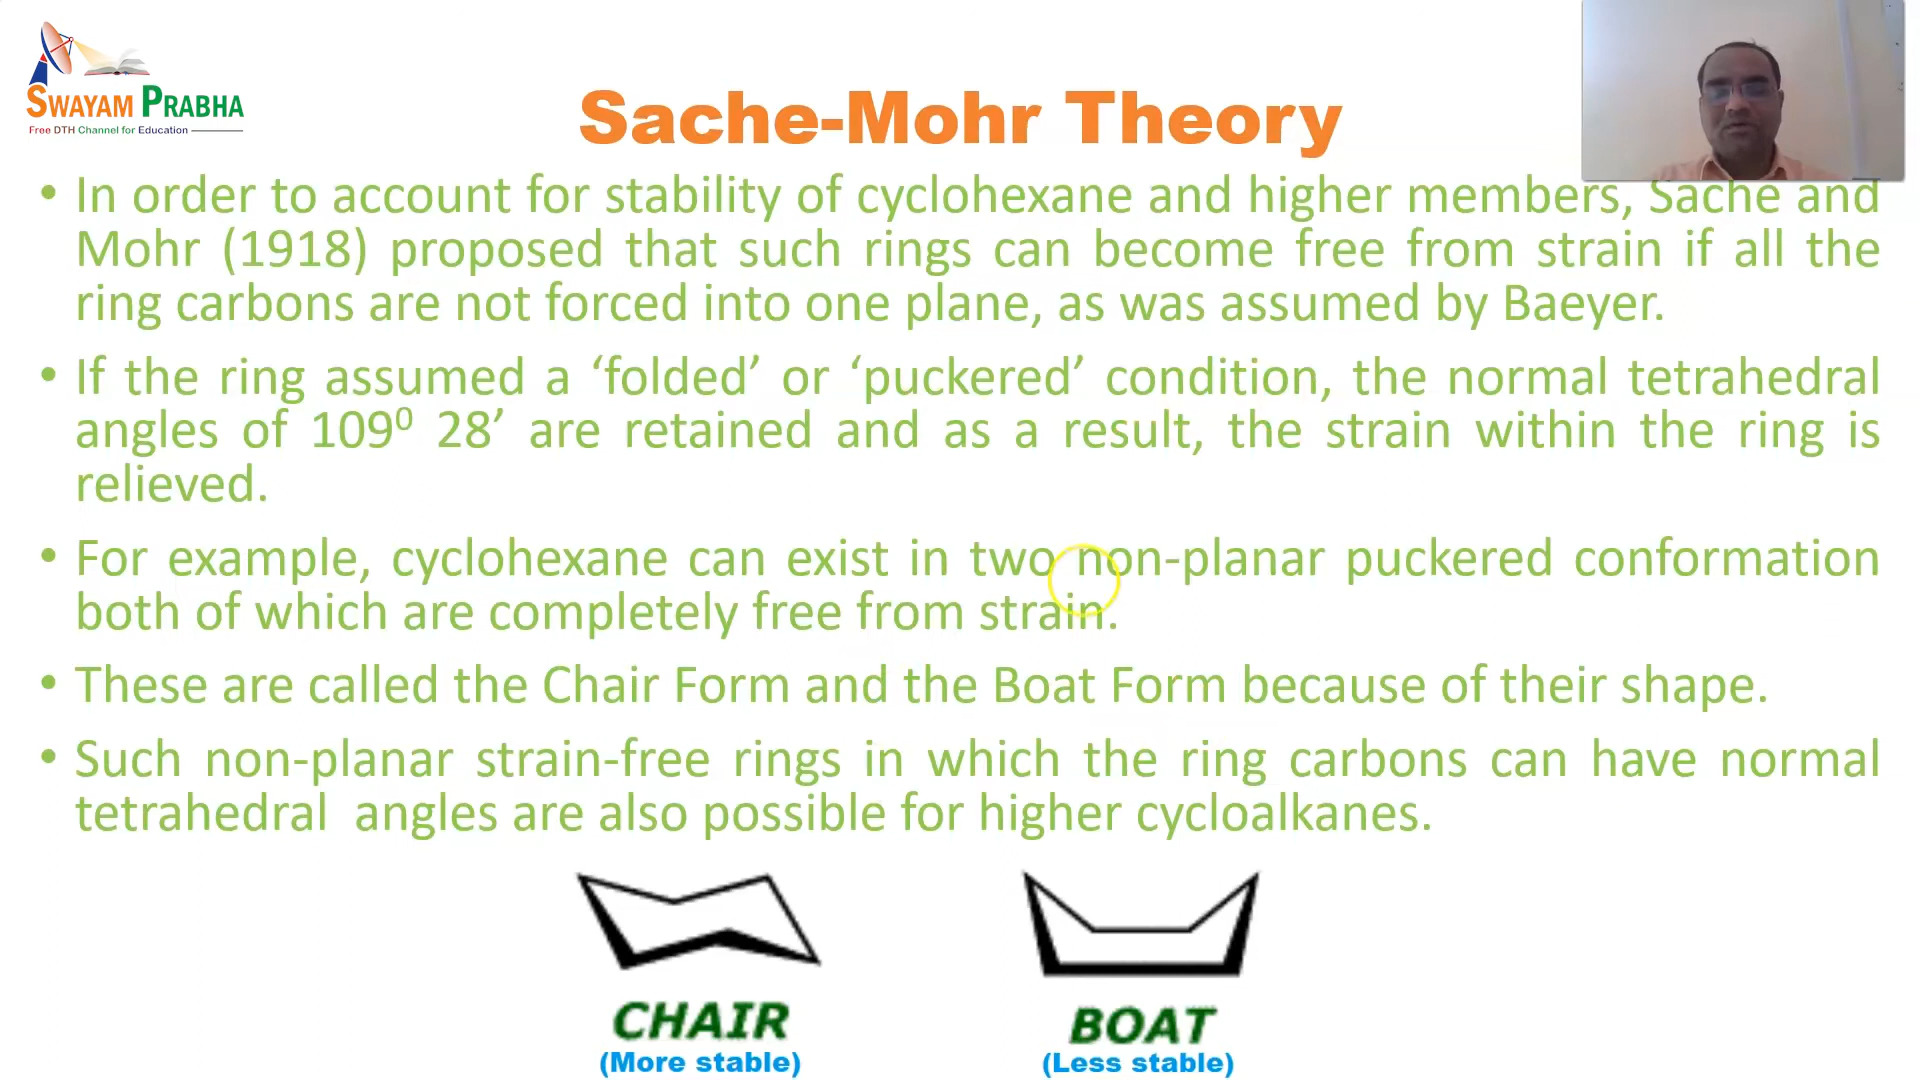 SWAYAM PRABHA
Free DTH Channel for Education
Sache-Mohr Theory
• In order to account for stability of cyclohexane and higher members, Sache and
Mohr (1918) proposed that such rings can become free from strain if all the
ring carbons are not forced into one plane, as was assumed by Baeyer.
• If the ring assumed a ‘folded’ or ‘puckered’ condition, the normal tetrahedral
angles of 109⁰ 28’ are retained and as a result, the strain within the ring is
relieved.
• For example, cyclohexane can exist in two non-planar puckered conformation
both of which are completely free from strain.
• These are called the Chair Form and the Boat Form because of their shape.
• Such non-planar strain-free rings in which the ring carbons can have normal
tetrahedral  angles are also possible for higher cycloalkanes.
CHAIR
(More stable)
BOAT
(Less stable)